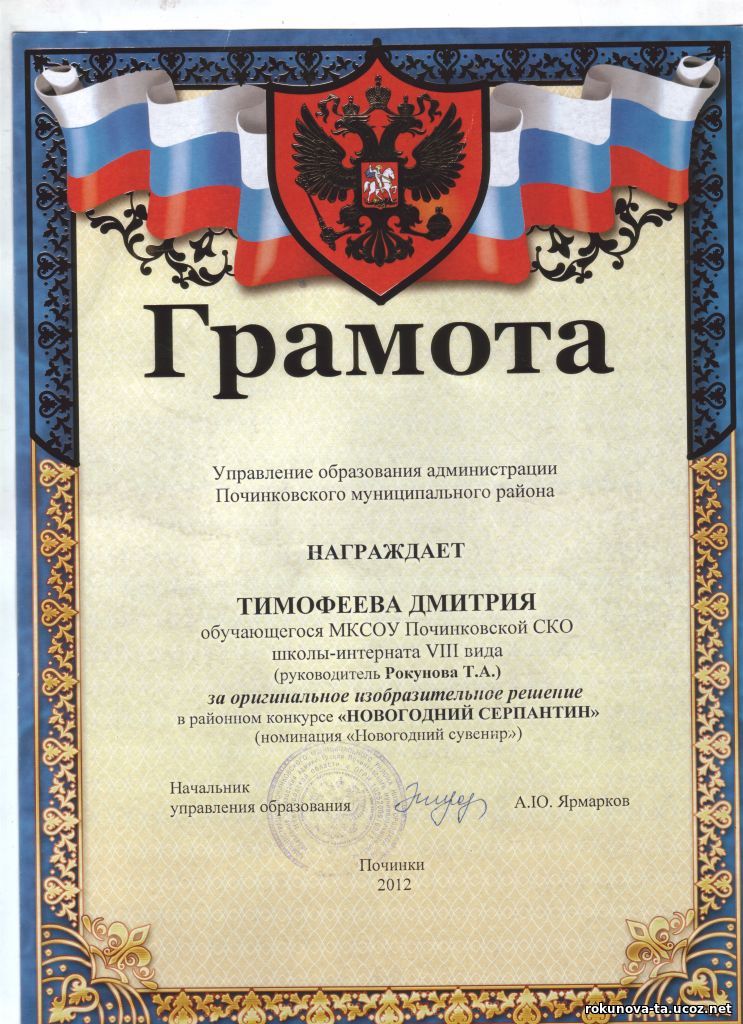 Грамота
Управление образования администрации
Починковского муниципального района
НАГРАЖДАЕТ
ТИМОФЕЕВА ДМИТРИЯ
обучающегося МКСОУ Починковской СКО
школы-интерната VIII вида
(руководитель Рокунова Т.А.)
за оригинальное изобразительное решение
в районном конкурсе «НОВОГОДНИЙ СЕРПАНТИН»
(номинация «Новогодний сувенир»)
Начальник
управления образования
А.Ю. Ярмарков
Починки
2012
rokunova-ta.ucoz.net